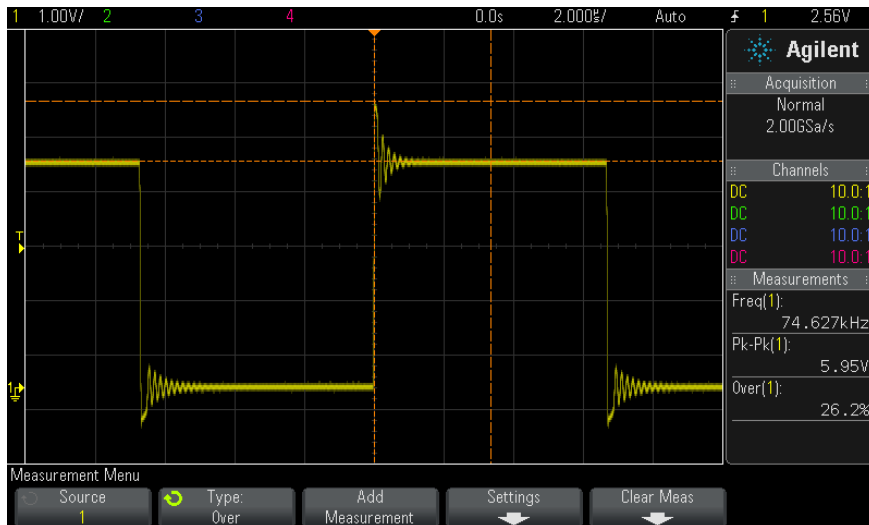 1 1.00V/ 2 3 4 0.0s 2.000s/ Auto 1 2.56V
Agilent
Acquisition
Normal
2.00GSa/s
Channels
DC 10.0:1
DC 10.0:1
DC 10.0:1
DC 10.0:1
Measurements
Freq(1):
74.627kHz
Pk-Pk(1):
5.95V
Over(1):
26.2%
T
1
Measurement Menu
Source
1
Type:
Over
Add
Measurement
Settings
Clear Meas